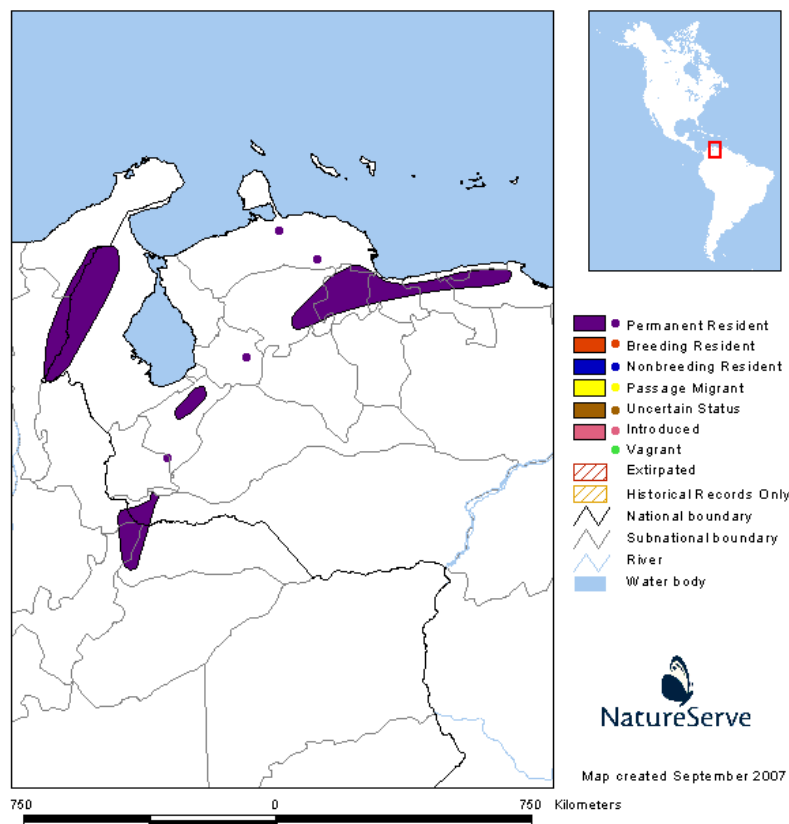 Permanent Resident
Breeding Resident
Nonbreeding Resident
Passage Migrant
Uncertain Status
Introduced
Vagrant
Extirpated
Historical Records Only
National boundary
Subnational boundary
River
Water body
NatureServe
Map created September 2007
750 0 750 Kilometers